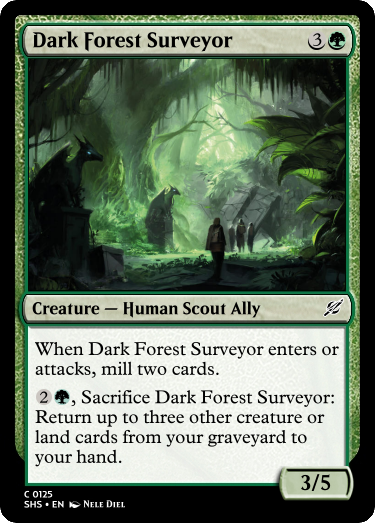 Dark Forest Surveyor 3
Creature — Human Scout Ally
When Dark Forest Surveyor enters or
attacks, mill two cards.
2, Sacrifice Dark Forest Surveyor:
Return up to three other creature or
land cards from your graveyard to
your hand.
3/5
C 0125
SHS • EN Nele Diel